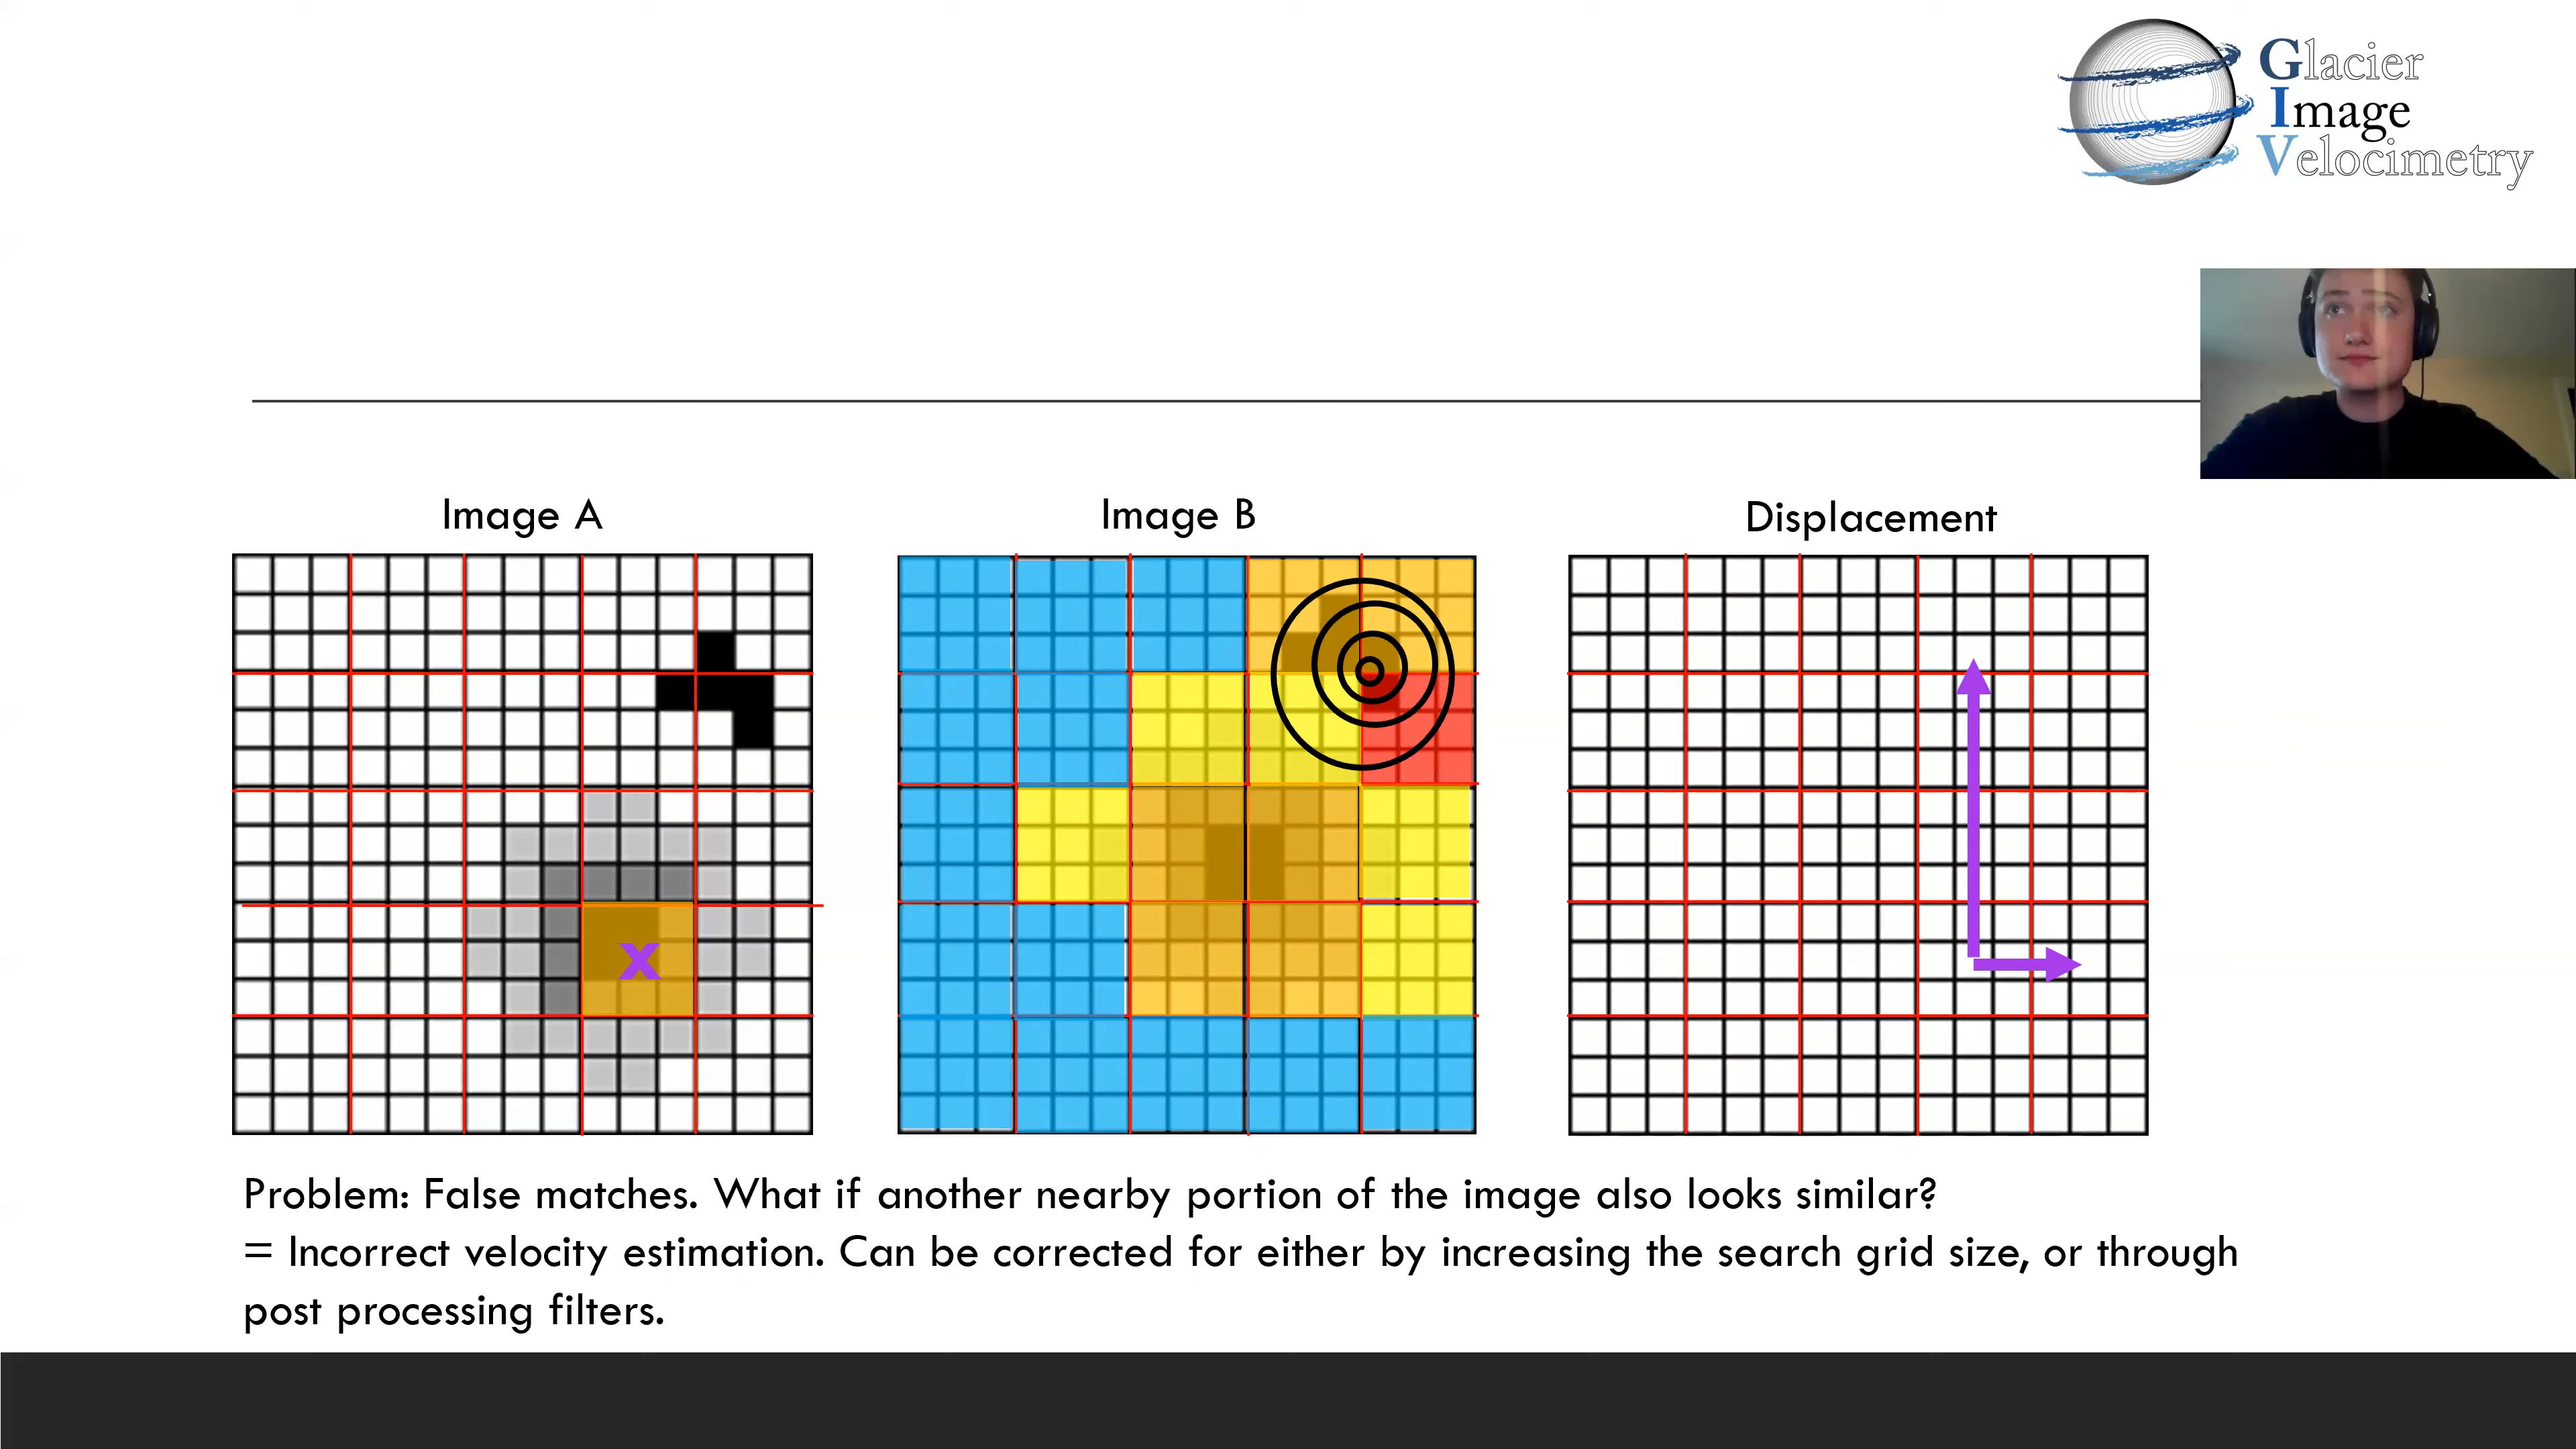 Glacier
Image
Velocimetry
Image A
Image B
Displacement
x
Problem: False matches. What if another nearby portion of the image also looks similar?
= Incorrect velocity estimation. Can be corrected for either by increasing the search grid size, or through
post processing filters.